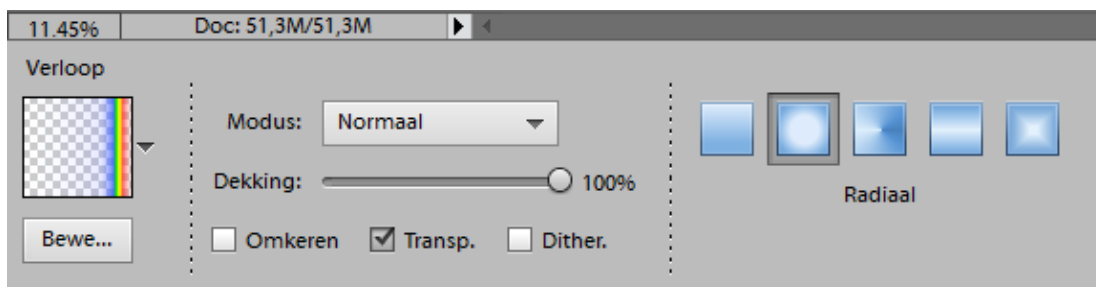 11.45% Doc: 51,3M/51,3M
Verloop
Modus: Normaal
Dekking: 100%
Radiaal
Bewe...
Omkeren Transp. Dither.